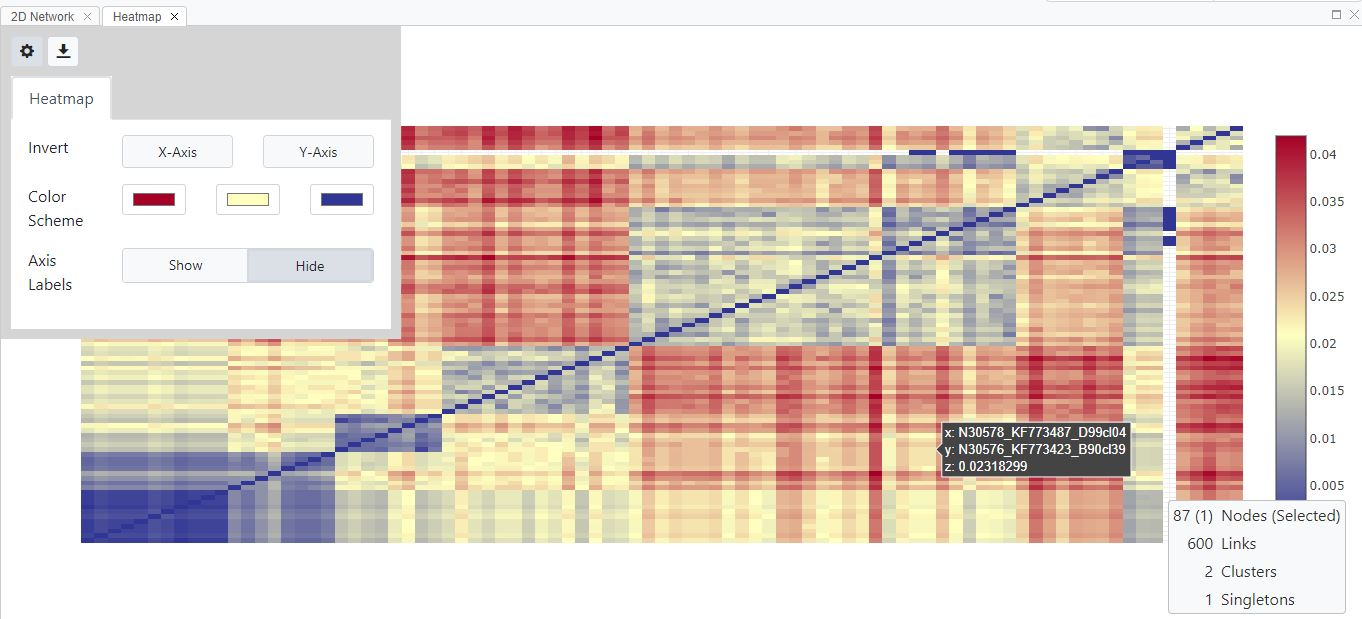 2D Network
Heatmap
Heatmap
Invert
X-Axis
Y-Axis
Color
Scheme
Axis
Labels
Show
Hide
x: N30578_KF773487_D99cl04
y: N30576_KF773423_B90cl39
z: 0.02318299
0.04
0.035
0.03
0.025
0.02
0.015
0.01
0.005
87 (1) Nodes (Selected)
600 Links
2 Clusters
1 Singletons